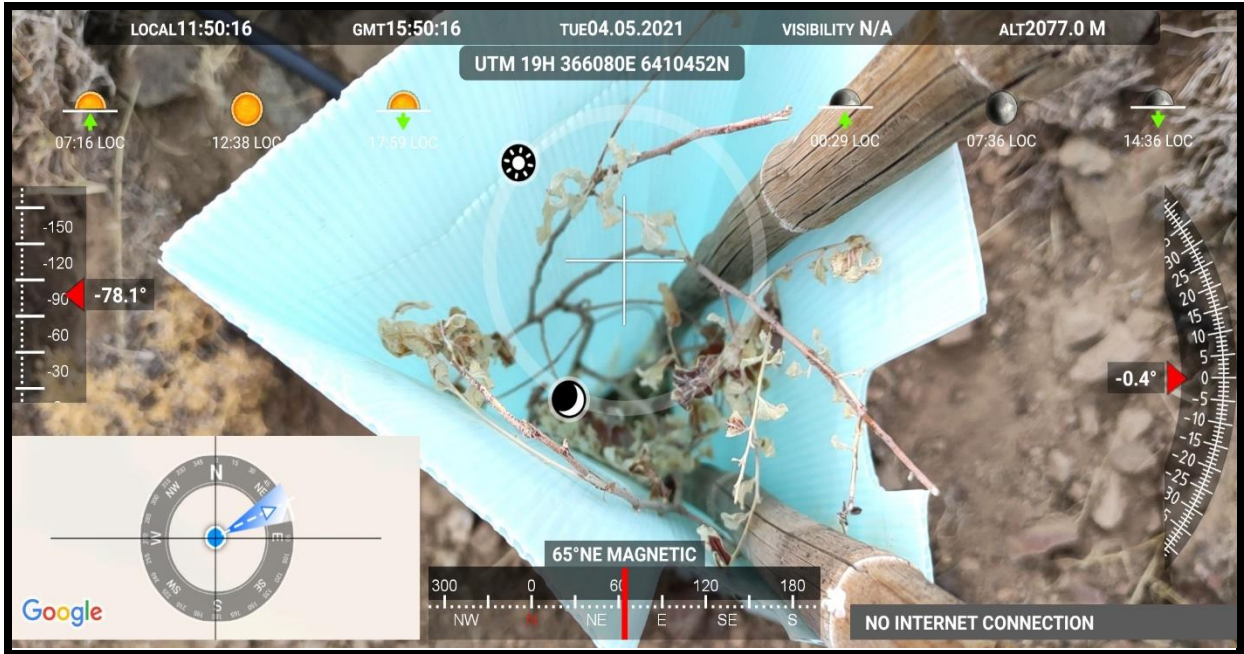 LOCAL11:50:16 GMT15:50:16 TUE04.05.2021 VISIBILITY N/A ALT2077.0 M
UTM 19H 366080E 6410452N
07:16 LOC 12:38 LOC 17:59 LOC 00:29 LOC 07:36 LOC 14:36 LOC
-150
-120
-90
-60
-30
-78.1°
30
25
20
15
10
5
0
-5
-10
-15
-20
-25
-30
-0.4°
N
NE
E
SE
S
SW
W
NW
Google
65°NE MAGNETIC
300 0 60 120 180
NW N NE E SE S
NO INTERNET CONNECTION